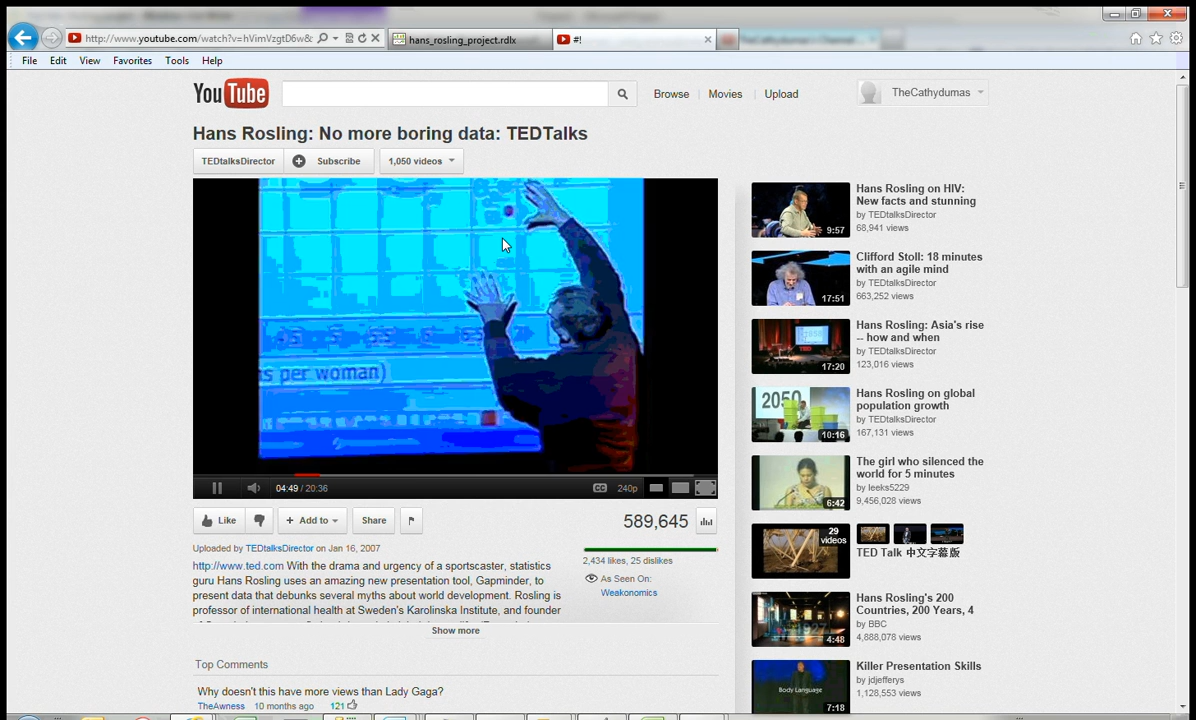 http://www.youtube.com/watch?v=hVimVzgtD6w&
hans_rosling_project.rdlx
#!
TheCathydumas's Channel
File Edit View Favorites Tools Help
YouTube
Browse Movies Upload
TheCathydumas
Hans Rosling: No more boring data: TEDTalks
TEDtalksDirector
Subscribe
1,050 videos
s per woman)
04:49 / 20:36
CC
240p
Like
Add to
Share
589,645
Uploaded by TEDtalksDirector on Jan 16, 2007
http://www.ted.com With the drama and urgency of a sportscaster, statistics
guru Hans Rosling uses an amazing new presentation tool, Gapminder, to
present data that debunks several myths about world development. Rosling is
professor of international health at Sweden's Karolinska Institute, and founder
2,434 likes, 25 dislikes
As Seen On:
Weakonomics
Show more
Top Comments
Why doesn't this have more views than Lady Gaga?
TheAwness 10 months ago 121
9:57
Hans Rosling on HIV:
New facts and stunning
by TEDtalksDirector
68,941 views
17:51
Clifford Stoll: 18 minutes
with an agile mind
by TEDtalksDirector
663,252 views
17:20
Hans Rosling: Asia's rise
-- how and when
by TEDtalksDirector
123,016 views
2050
10:16
Hans Rosling on global
population growth
by TEDtalksDirector
167,131 views
6:42
The girl who silenced the
world for 5 minutes
by leeks5229
9,456,028 views
29
videos
TED Talk 中文字幕版
1927
4:48
Hans Rosling's 200
Countries, 200 Years, 4
by BBC
4,888,078 views
Body Language
7:18
Killer Presentation Skills
by jdjefferys
1,128,553 views